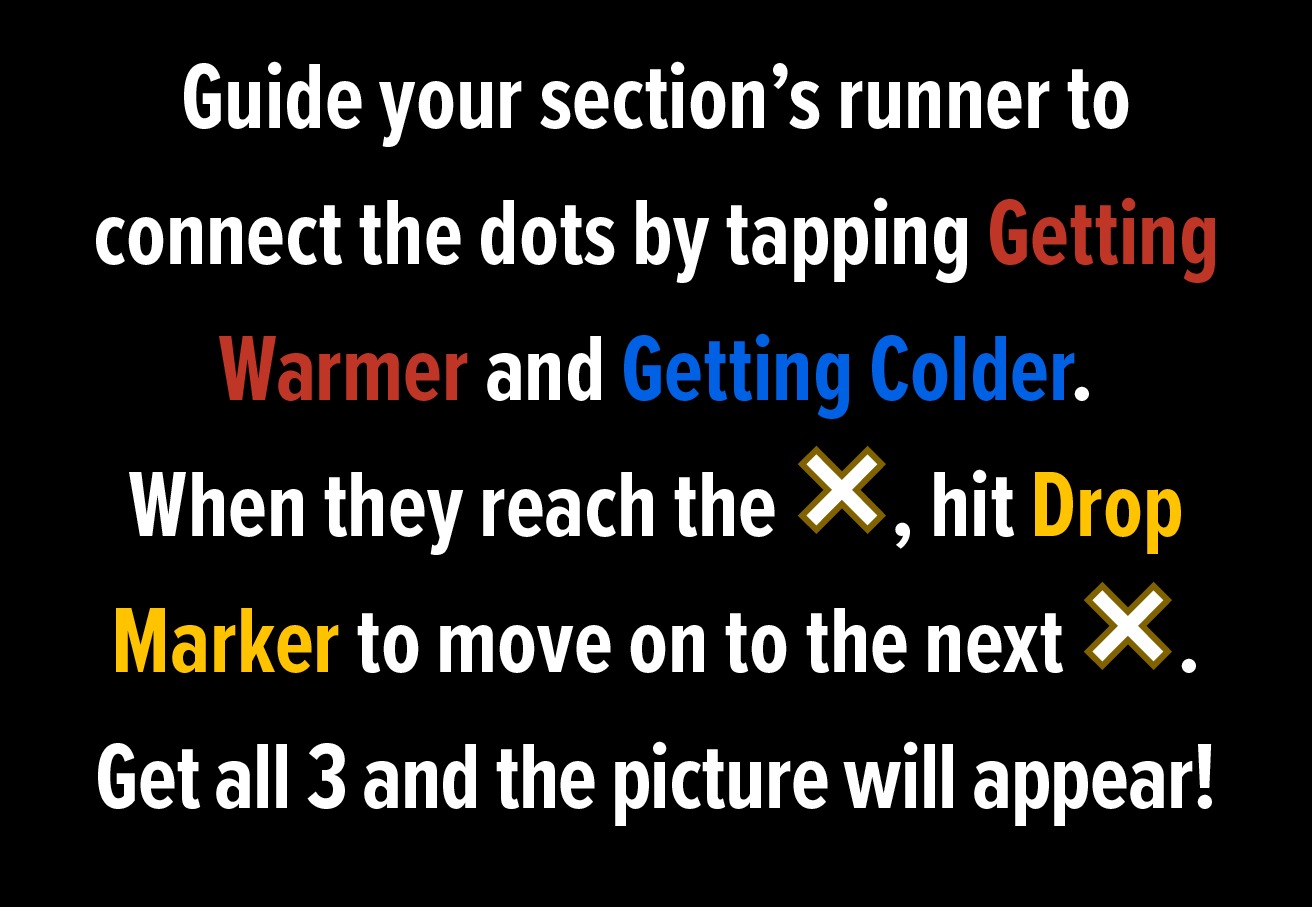 Guide your section’s runner to
connect the dots by tapping Getting
Warmer and Getting Colder.
When they reach the ✕, hit Drop
Marker to move on to the next ✕.
Get all 3 and the picture will appear!